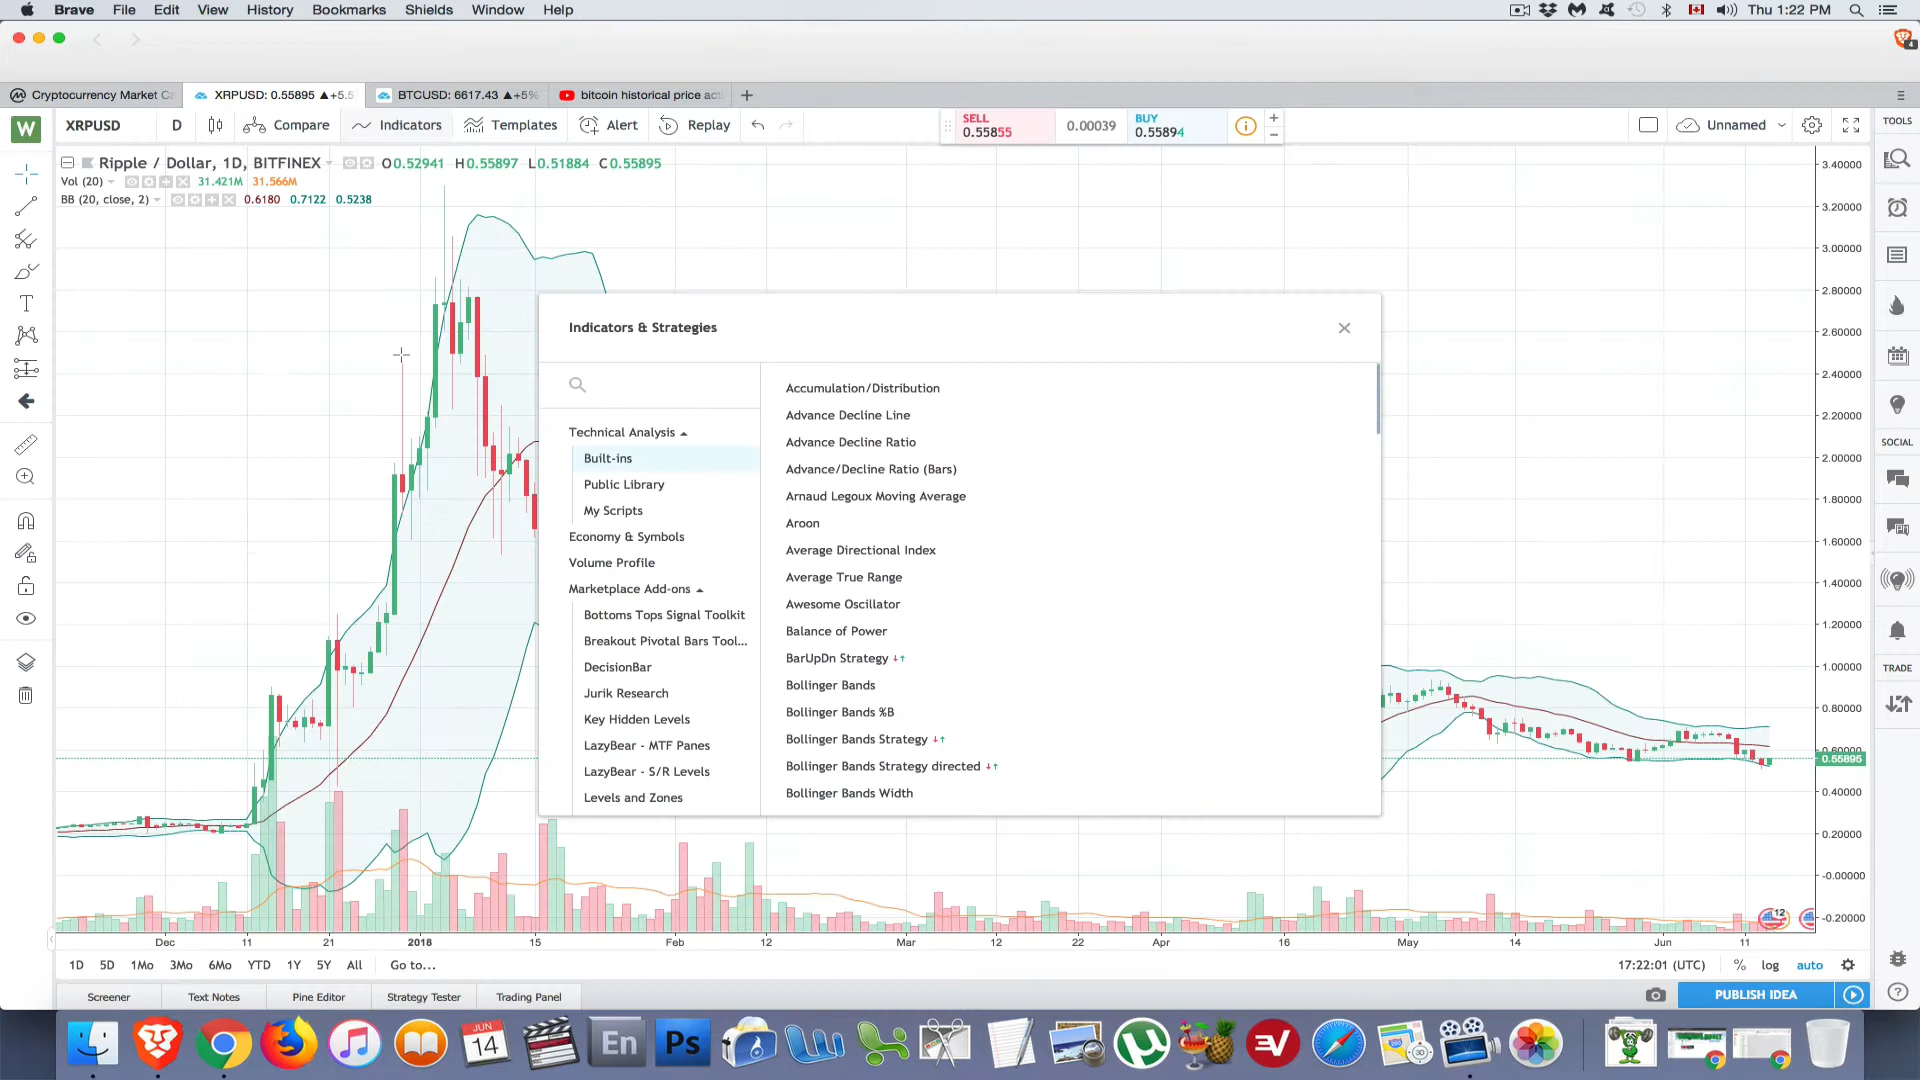 Brave File Edit View History Bookmarks Shields Window Help
Thu 1:22 PM
4
Cryptocurrency Market C
XRPUSD: 0.55895 ▲+5.5
BTCUSD: 6617.43 ▲+5%
bitcoin historical price act
W XRPUSD D Compare Indicators Templates Alert Replay
SELL
0.55855
0.00039
BUY
0.55894
Unnamed
TOOLS
Ripple / Dollar, 1D, BITFINEX O0.52941 H0.55897 L0.51884 C0.55895
Vol (20) 31.421M 31.566M
BB (20, close, 2) 0.6180 0.7122 0.5238
3.40000
3.20000
3.00000
2.80000
2.60000
2.40000
2.20000
2.00000
1.80000
1.60000
1.40000
1.20000
1.00000
0.80000
0.60000
0.55895
0.40000
0.20000
-0.00000
-0.20000
Indicators & Strategies
Technical Analysis
Built-ins
Public Library
My Scripts
Economy & Symbols
Volume Profile
Marketplace Add-ons
Bottoms Tops Signal Toolkit
Breakout Pivotal Bars Tool...
DecisionBar
Jurik Research
Key Hidden Levels
LazyBear - MTF Panes
LazyBear - S/R Levels
Levels and Zones
Accumulation/Distribution
Advance Decline Line
Advance Decline Ratio
Advance/Decline Ratio (Bars)
Arnaud Legoux Moving Average
Aroon
Average Directional Index
Average True Range
Awesome Oscillator
Balance of Power
BarUpDn Strategy
Bollinger Bands
Bollinger Bands %B
Bollinger Bands Strategy
Bollinger Bands Strategy directed
Bollinger Bands Width
SOCIAL
TRADE
12
Dec 11 21 2018 15 Feb 12 Mar 12 22 Apr 16 May 14 Jun 11
1D 5D 1Mo 3Mo 6Mo YTD 1Y 5Y All Go to...
17:22:01 (UTC) % log auto
Screener Text Notes Pine Editor Strategy Tester Trading Panel
PUBLISH IDEA
JUN
14
En
Ps